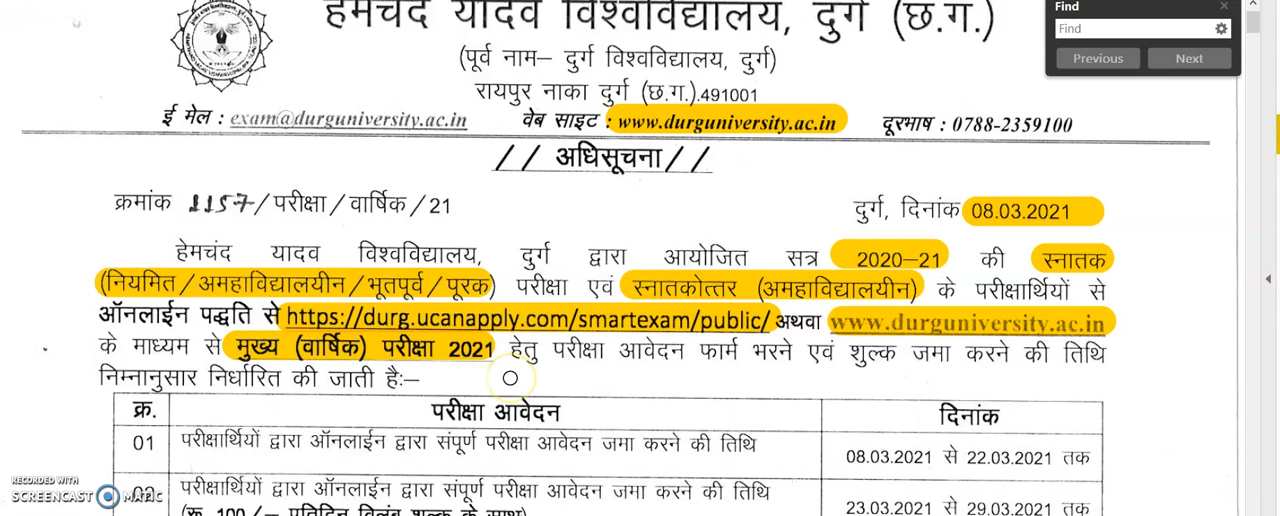 हेमचंद यादव विश्वविद्यालय, दुर्ग (छ.ग.)
(पूर्व नाम– दुर्ग विश्वविद्यालय, दुर्ग)
रायपुर नाका दुर्ग (छ.ग.).491001
ई मेल : exam@durguniversity.ac.in वेब साइट : www.durguniversity.ac.in दूरभाष : 0788-2359100
// अधिसूचना//
क्रमांक 1157/परीक्षा/वार्षिक/21 दुर्ग, दिनांक 08.03.2021
हेमचंद यादव विश्वविद्यालय, दुर्ग द्वारा आयोजित सत्र 2020–21 की स्नातक
(नियमित/अमहाविद्यालयीन/भूतपूर्व/पूरक) परीक्षा एवं स्नातकोत्तर (अमहाविद्यालयीन) के परीक्षार्थियों से
ऑनलाईन पद्धति से https://durg.ucanapply.com/smartexam/public/ अथवा www.durguniversity.ac.in
के माध्यम से मुख्य (वार्षिक) परीक्षा 2021 हेतु परीक्षा आवेदन फार्म भरने एवं शुल्क जमा करने की तिथि
निम्नानुसार निर्धारित की जाती है:–
क्र. परीक्षा आवेदन दिनांक
01 परीक्षार्थियों द्वारा ऑनलाईन द्वारा संपूर्ण परीक्षा आवेदन जमा करने की तिथि 08.03.2021 से 22.03.2021 तक
02 परीक्षार्थियों द्वारा ऑनलाईन द्वारा संपूर्ण परीक्षा आवेदन जमा करने की तिथि
(रू. 100/– प्रतिदिन विलंब शुल्क के साथ) 23.03.2021 से 29.03.2021 तक
Find
Find
Previous Next
RECORDED WITH
SCREENCAST MATIC